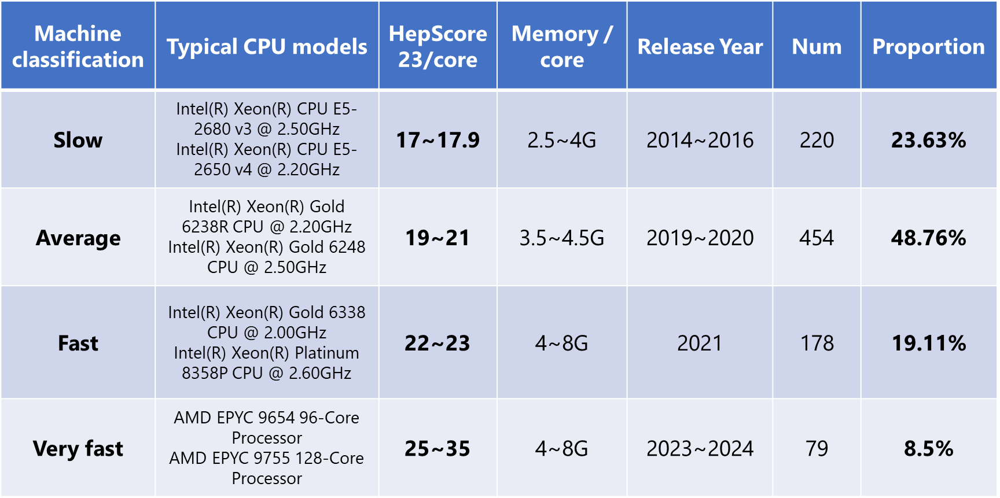 Machine
classification
Typical CPU models
HepScore
23/core
Memory /
core
Release Year
Num
Proportion
Slow
Intel(R) Xeon(R) CPU E5-
2680 v3 @ 2.50GHz
Intel(R) Xeon(R) CPU E5-
2650 v4 @ 2.20GHz
17~17.9
2.5~4G
2014~2016
220
23.63%
Average
Intel(R) Xeon(R) Gold
6238R CPU @ 2.20GHz
Intel(R) Xeon(R) Gold 6248
CPU @ 2.50GHz
19~21
3.5~4.5G
2019~2020
454
48.76%
Fast
Intel(R) Xeon(R) Gold 6338
CPU @ 2.00GHz
Intel(R) Xeon(R) Platinum
8358P CPU @ 2.60GHz
22~23
4~8G
2021
178
19.11%
Very fast
AMD EPYC 9654 96-Core
Processor
AMD EPYC 9755 128-Core
Processor
25~35
4~8G
2023~2024
79
8.5%